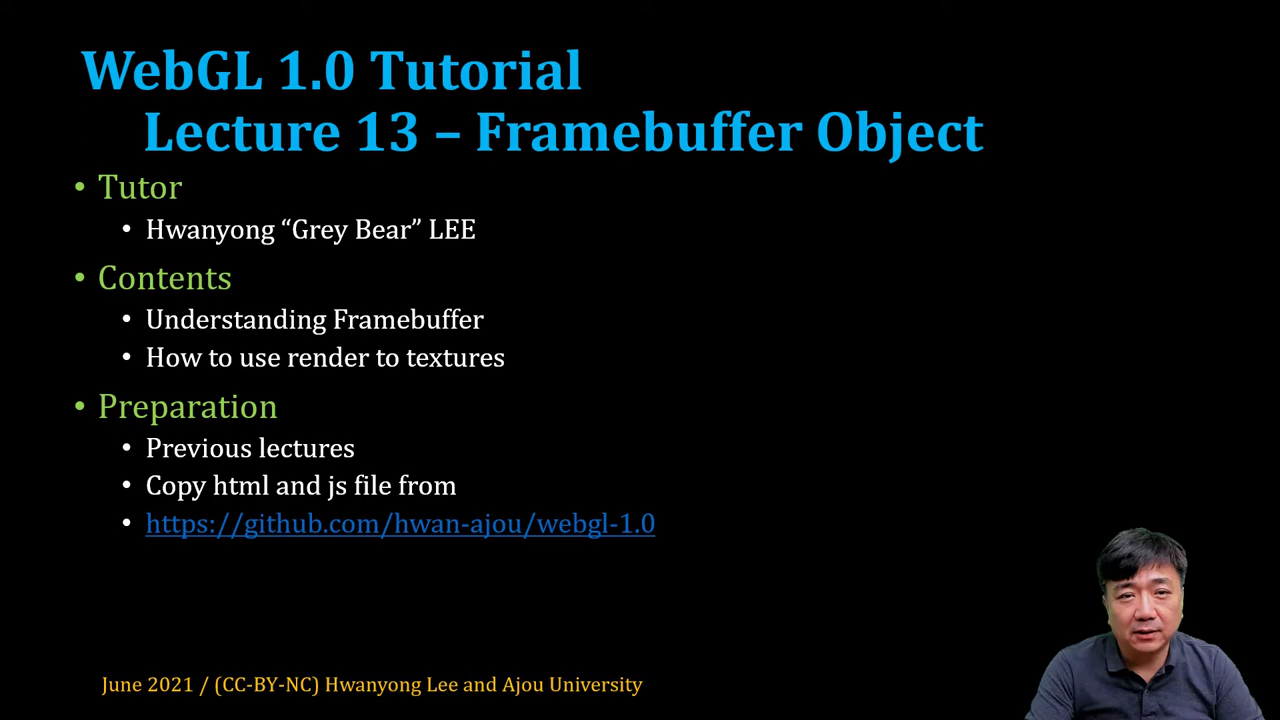 WebGL 1.0 Tutorial
Lecture 13 – Framebuffer Object
• Tutor
• Hwanyong “Grey Bear” LEE
• Contents
• Understanding Framebuffer
• How to use render to textures
• Preparation
• Previous lectures
• Copy html and js file from
• https://github.com/hwan-ajou/webgl-1.0
June 2021 / (CC-BY-NC) Hwanyong Lee and Ajou University